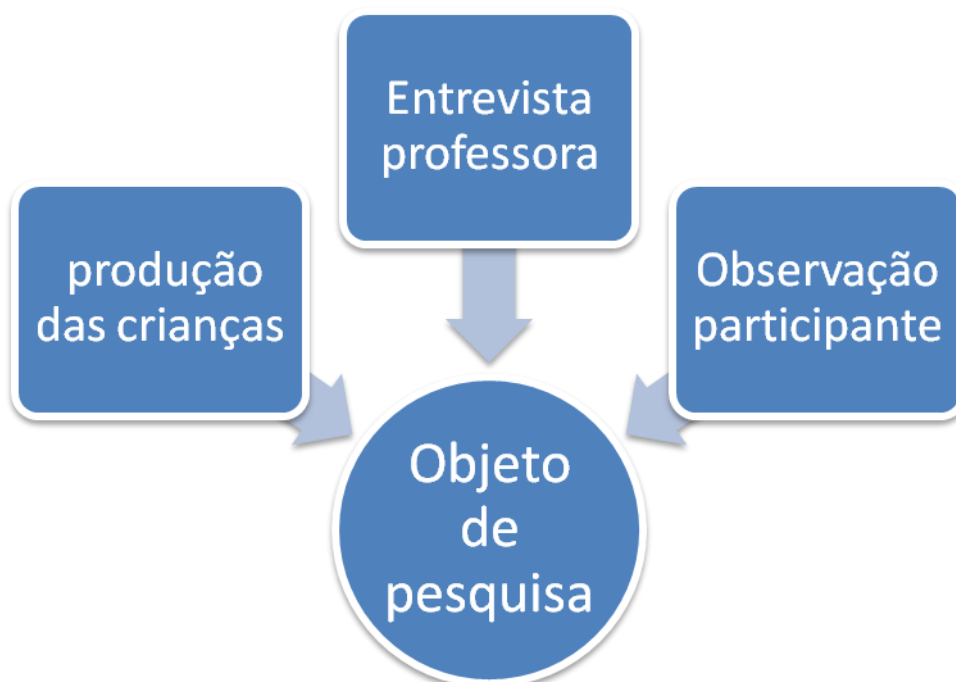 Entrevista
professora
produção
das crianças
Observação
participante
Objeto
de
pesquisa